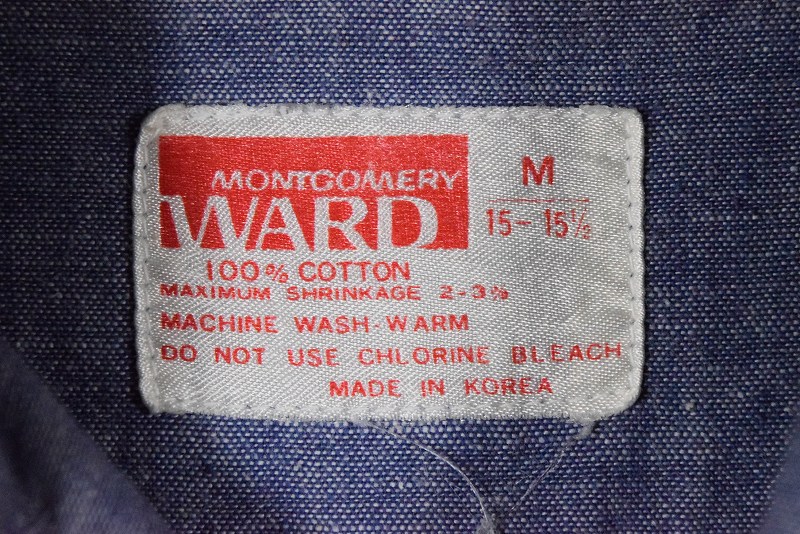 MONTGOMERY
WARD
M
15-15½
100% COTTON
MAXIMUM SHRINKAGE 2-3%
MACHINE WASH-WARM
DO NOT USE CHLORINE BLEACH
MADE IN KOREA